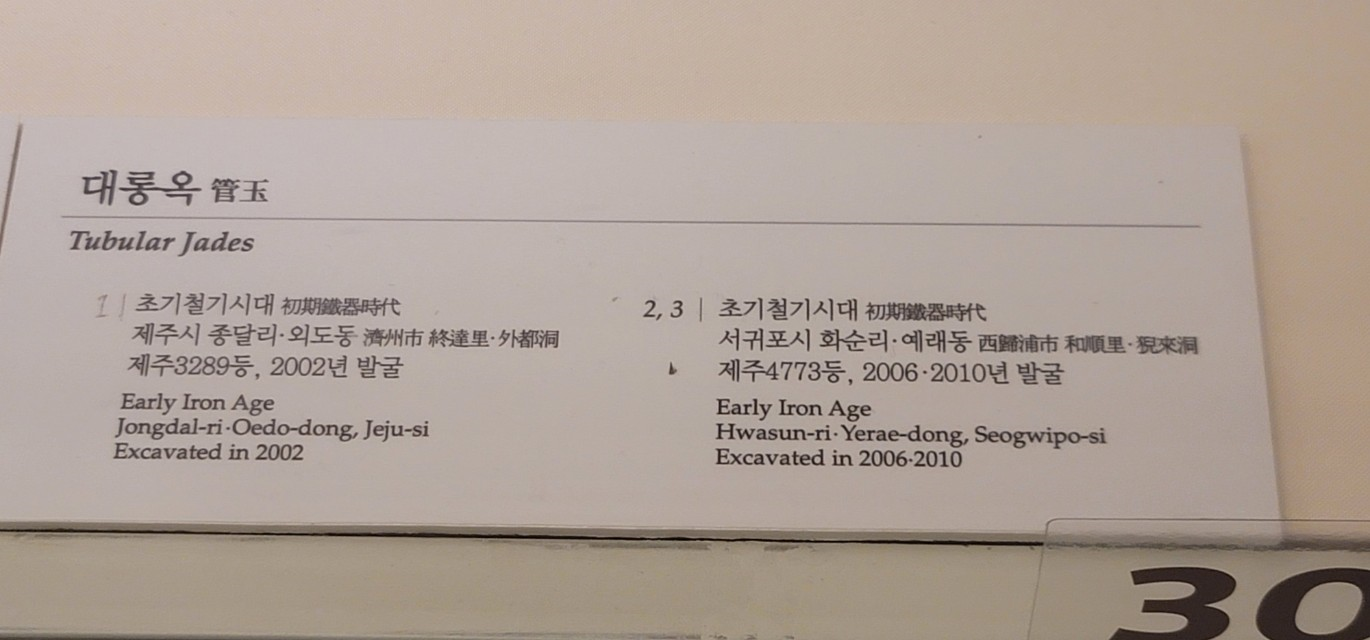 대롱옥 管玉
Tubular Jades
1 | 초기철기시대 初期鐵器時代
제주시 종달리·외도동 濟州市 終達里·外都洞
제주3289등, 2002년 발굴
Early Iron Age
Jongdal-ri·Oedo-dong, Jeju-si
Excavated in 2002
2, 3 | 초기철기시대 初期鐵器時代
서귀포시 화순리·예래동 西歸浦市 和順里·猊來洞
제주4773등, 2006·2010년 발굴
Early Iron Age
Hwasun-ri·Yerae-dong, Seogwipo-si
Excavated in 2006·2010
30